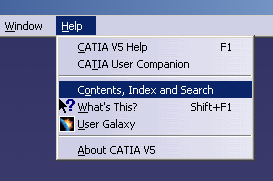 Window Help
CATIA V5 Help F1
CATIA User Companion
Contents, Index and Search
What's This? Shift+F1
User Galaxy
About CATIA V5